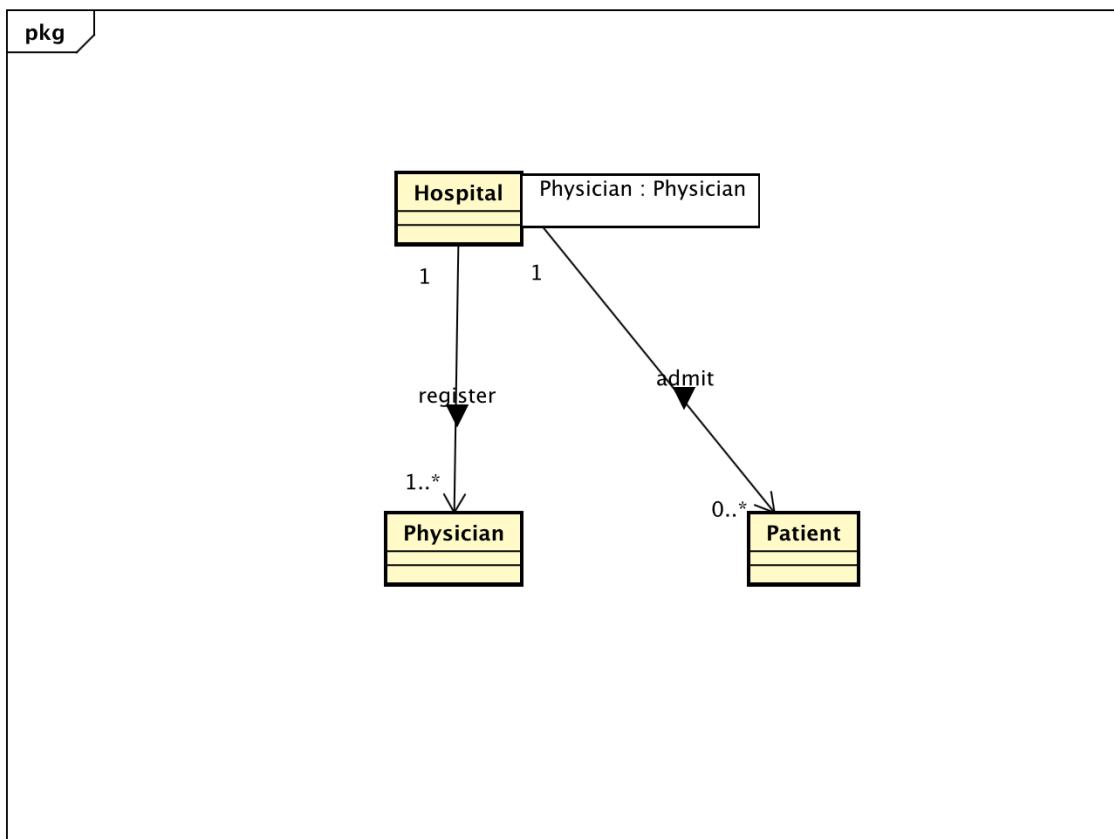 pkg
Hospital
Physician : Physician
1
1
admit
register
1..*
0..*
Physician
Patient